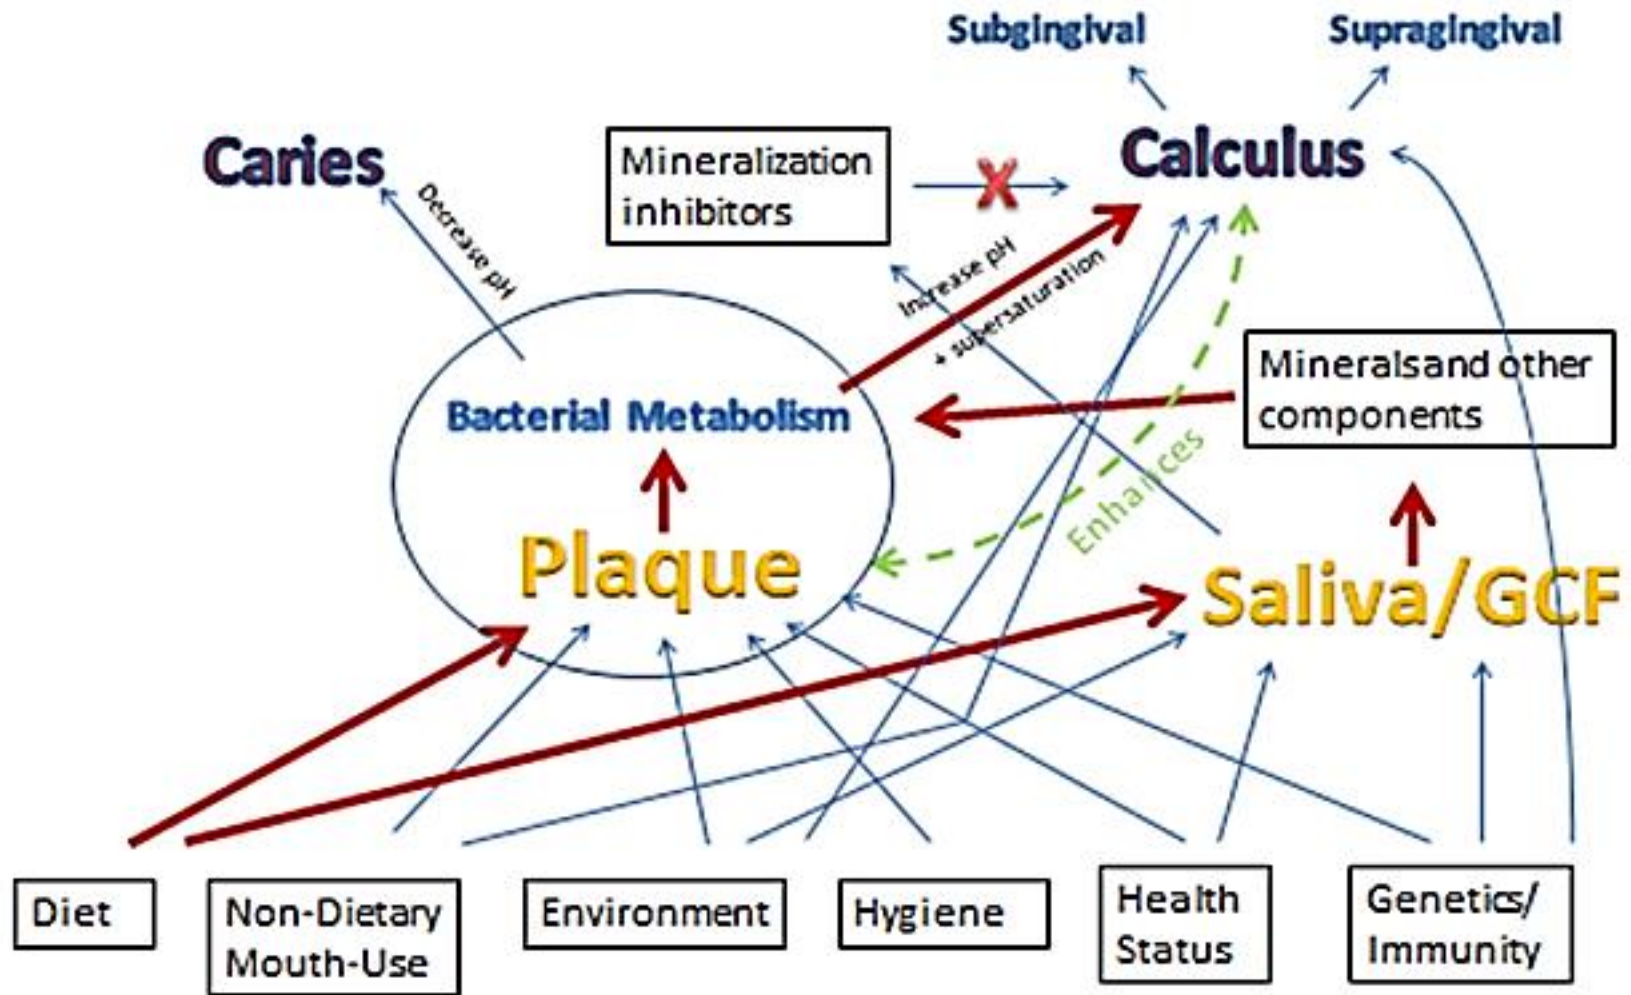 Subgingival
Supragingival
Caries
Mineralization
inhibitors
Calculus
Decrease pH
Increase pH
+ supersaturation
Mineralsand other
components
Bacterial Metabolism
Enhances
Plaque
Saliva/GCF
Diet
Non-Dietary
Mouth-Use
Environment
Hygiene
Health
Status
Genetics/
Immunity